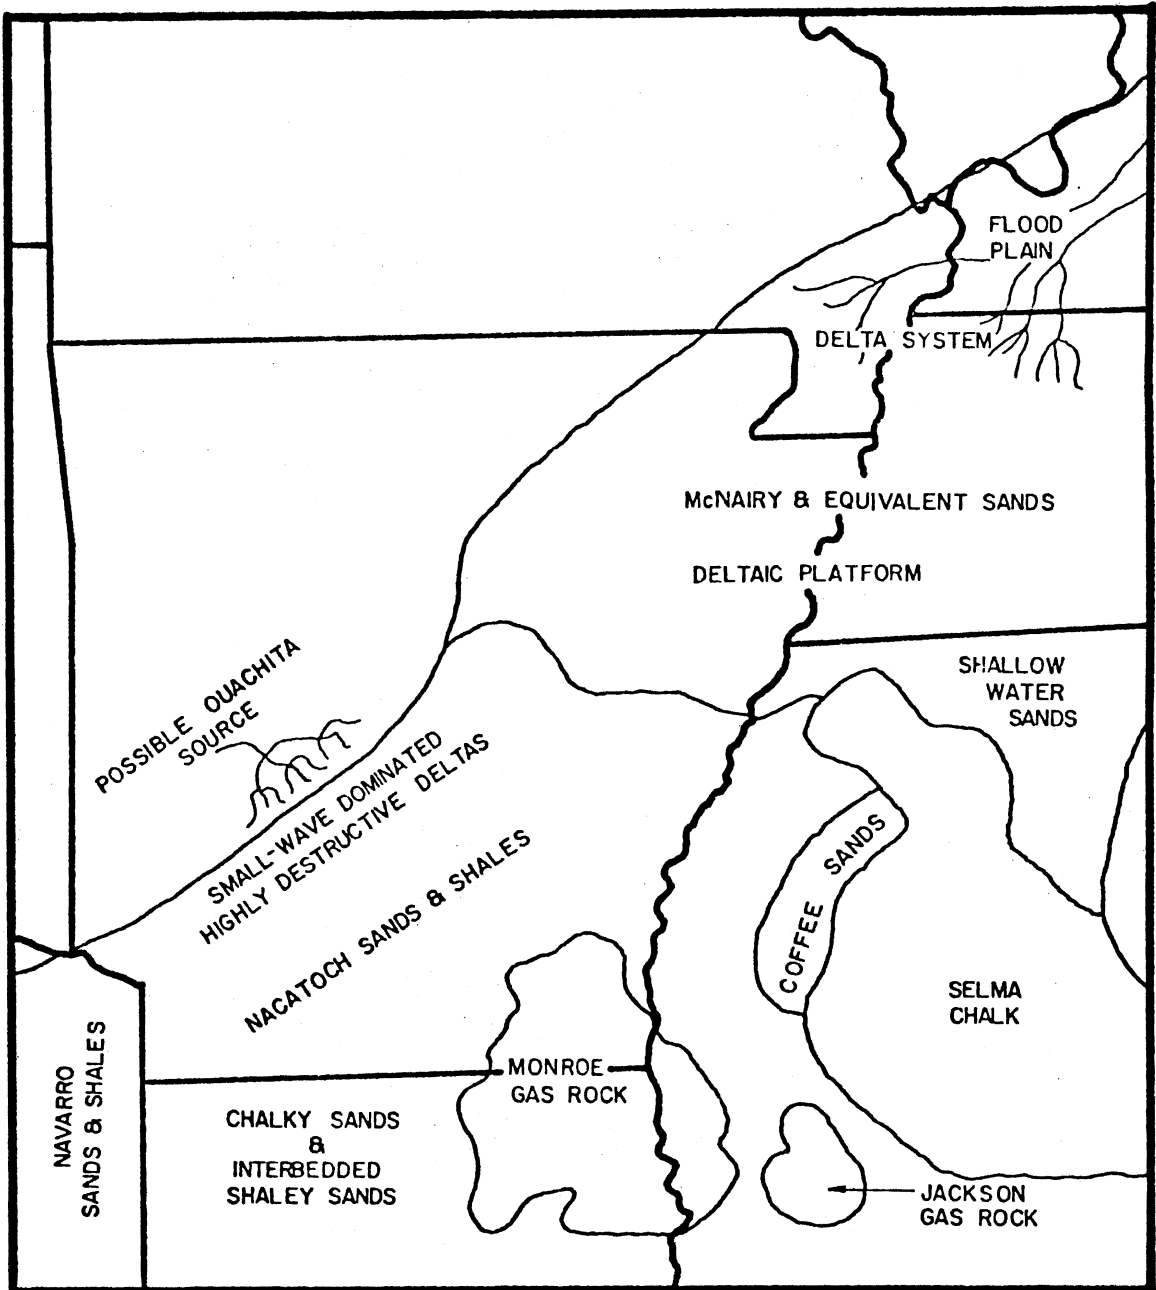 FLOOD
PLAIN
DELTA SYSTEM
McNAIRY & EQUIVALENT SANDS
DELTAIC PLATFORM
SHALLOW
WATER
SANDS
POSSIBLE OUACHITA
SOURCE
SMALL-WAVE DOMINATED
HIGHLY DESTRUCTIVE DELTAS
NACATOCH SANDS & SHALES
COFFEE SANDS
SELMA
CHALK
NAVARRO
SANDS & SHALES
MONROE
GAS ROCK
CHALKY SANDS
&
INTERBEDDED
SHALEY SANDS
JACKSON
GAS ROCK